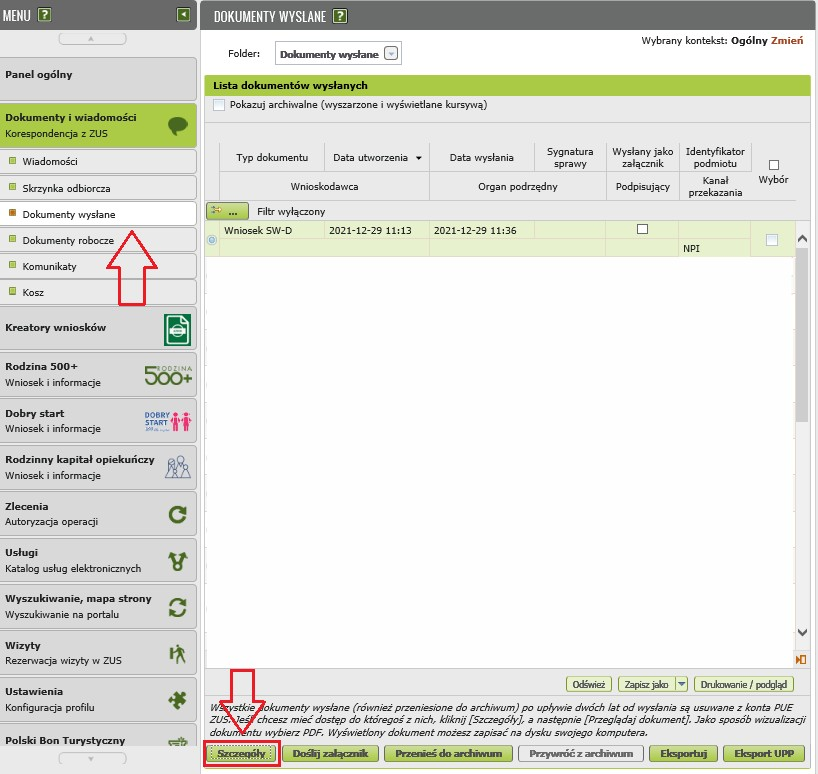 MENU ?
DOKUMENTY WYSŁANE ?
Wybrany kontekst: Ogólny Zmień
Folder: Dokumenty wysłane
Panel ogólny
Dokumenty i wiadomości
Korespondencja z ZUS
Wiadomości
Skrzynka odbiorcza
Dokumenty wysłane
Dokumenty robocze
Komunikaty
Kosz
Kreatory wniosków
Rodzina 500+
Wniosek i informacje
RODZINA
500+
Dobry start
Wniosek i informacje
DOBRY
START
Rodzinny kapitał opiekuńczy
Wniosek i informacje
Zlecenia
Autoryzacja operacji
Usługi
Katalog usług elektronicznych
Wyszukiwanie, mapa strony
Wyszukiwanie na portalu
Wizyty
Rezerwacja wizyty w ZUS
Ustawienia
Konfiguracja profilu
Polski Bon Turystyczny
Lista dokumentów wysłanych
Pokazuj archiwalne (wyszarzone i wyświetlane kursywą)
Typ dokumentu
Data utworzenia
Data wysłania
Sygnatura
sprawy
Wysłany jako
załącznik
Identyfikator
podmiotu
Wybór
Wnioskodawca
Organ podrzędny
Podpisujący
Kanał
przekazania
... Filtr wyłączony
Wniosek SW-D 2021-12-29 11:13 2021-12-29 11:36
NPI
Odśwież Zapisz jako Drukowanie / podgląd
Wszystkie dokumenty wysłane (również przeniesione do archiwum) po upływie dwóch lat od wysłania są usuwane z konta PUE
ZUS. Jeśli chcesz mieć dostęp do któregoś z nich, kliknij [Szczegóły], a następnie [Przeglądaj dokument]. Jako sposób wizualizacji
dokumentu wybierz PDF. Wyświetlony dokument możesz zapisać na dysku swojego komputera.
Szczegóły Doślij załącznik Przenieś do archiwum Przywróć z archiwum Eksportuj Eksport UPP